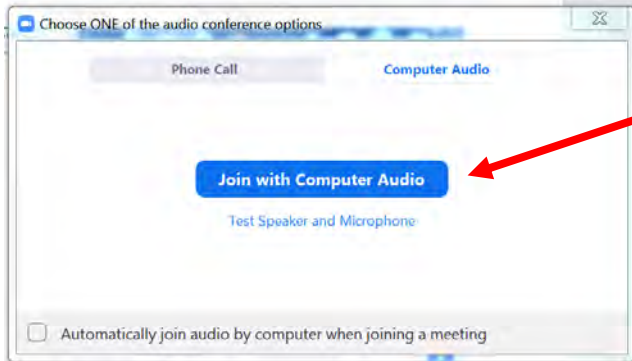 Choose ONE of the audio conference options
Phone Call
Computer Audio
Join with Computer Audio
Test Speaker and Microphone
Automatically join audio by computer when joining a meeting